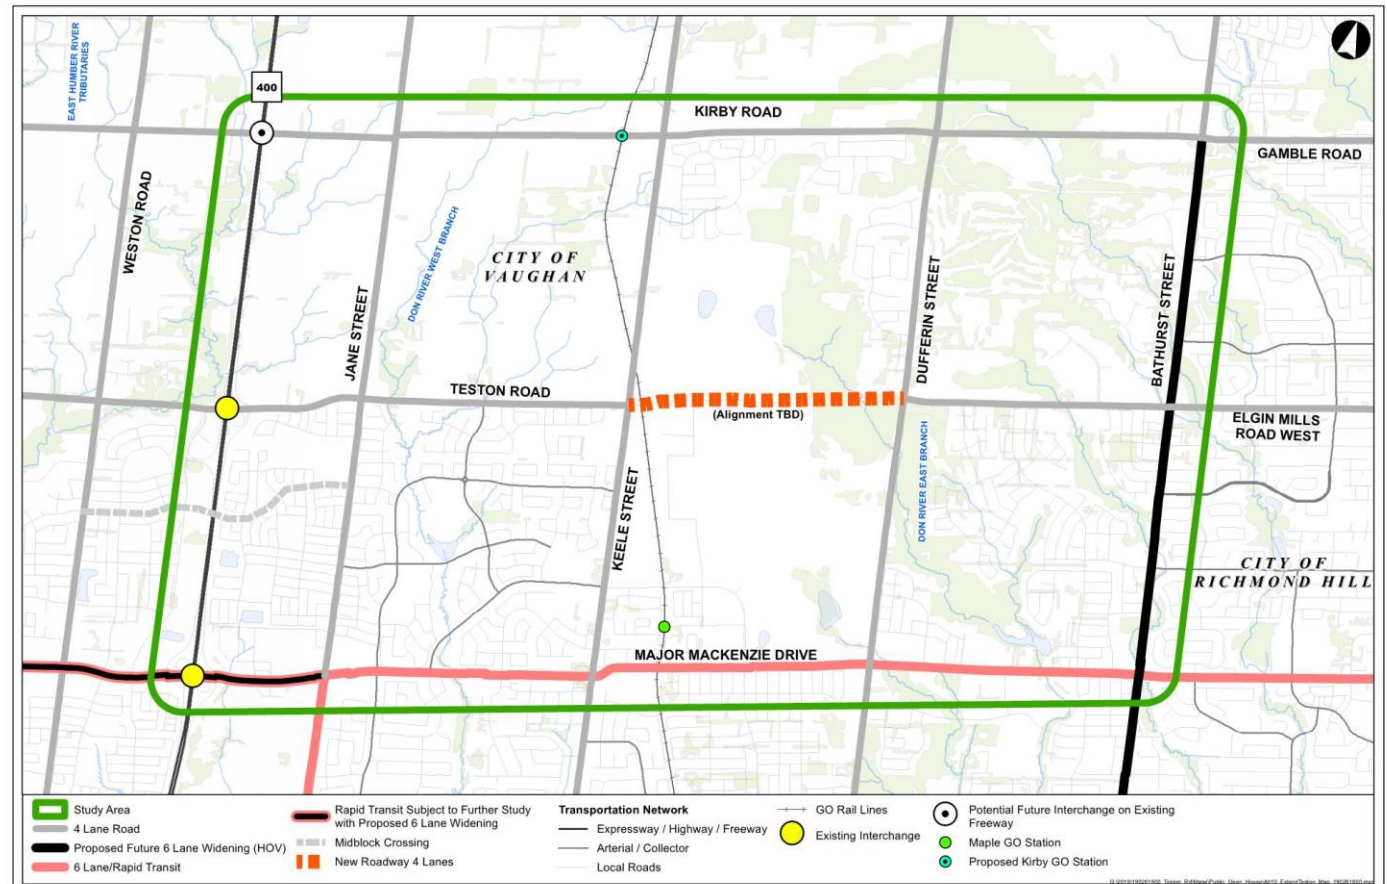 EAST HUMBER RIVER
TRIBUTARIES
400
KIRBY ROAD
GAMBLE ROAD
WESTON ROAD
DON RIVER WEST BRANCH
CITY OF
VAUGHAN
JANE STREET
DUFFERIN STREET
BATHURST STREET
TESTON ROAD
(Alignment TBD)
ELGIN MILLS
ROAD WEST
KEELE STREET
DON RIVER EAST BRANCH
CITY OF
RICHMOND HILL
MAJOR MACKENZIE DRIVE
Study Area
4 Lane Road
Proposed Future 6 Lane Widening (HOV)
6 Lane/Rapid Transit
Rapid Transit Subject to Further Study
with Proposed 6 Lane Widening
Midblock Crossing
New Roadway 4 Lanes
Transportation Network
Expressway / Highway / Freeway
Arterial / Collector
Local Roads
GO Rail Lines
Existing Interchange
Potential Future Interchange on Existing
Freeway
Maple GO Station
Proposed Kirby GO Station